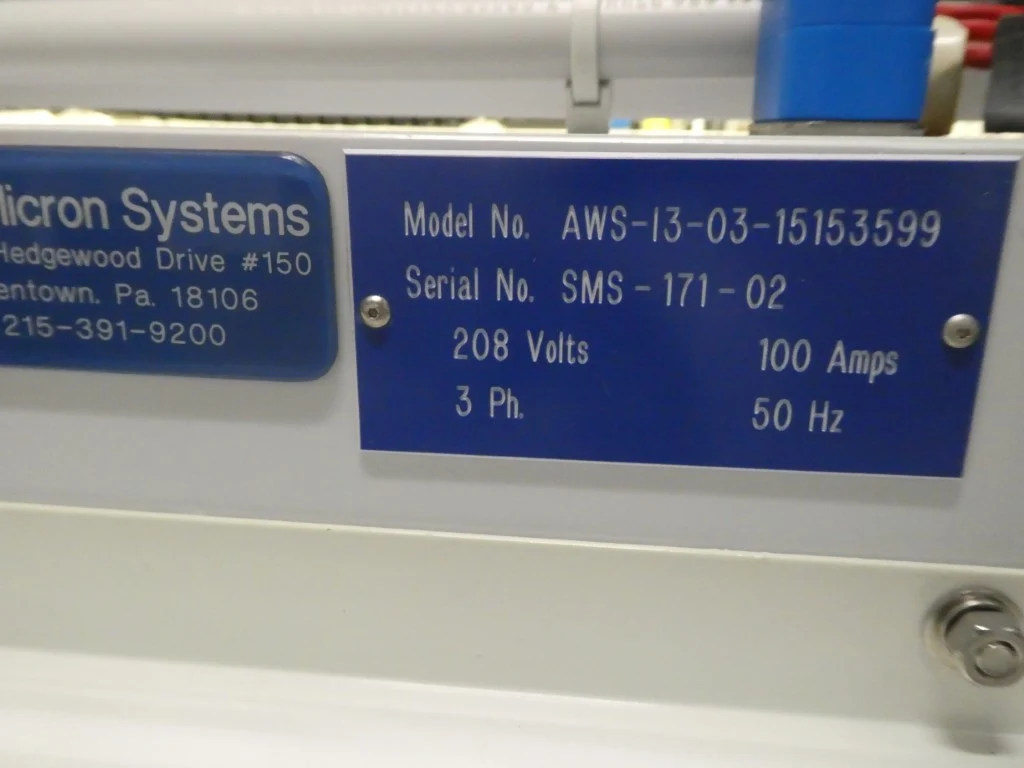 Micron Systems
Hedgewood Drive #150
entown. Pa. 18106
215-391-9200
Model No. AWS-13-03-15153599
Serial No. SMS-171-02
208 Volts 100 Amps
3 Ph. 50 Hz